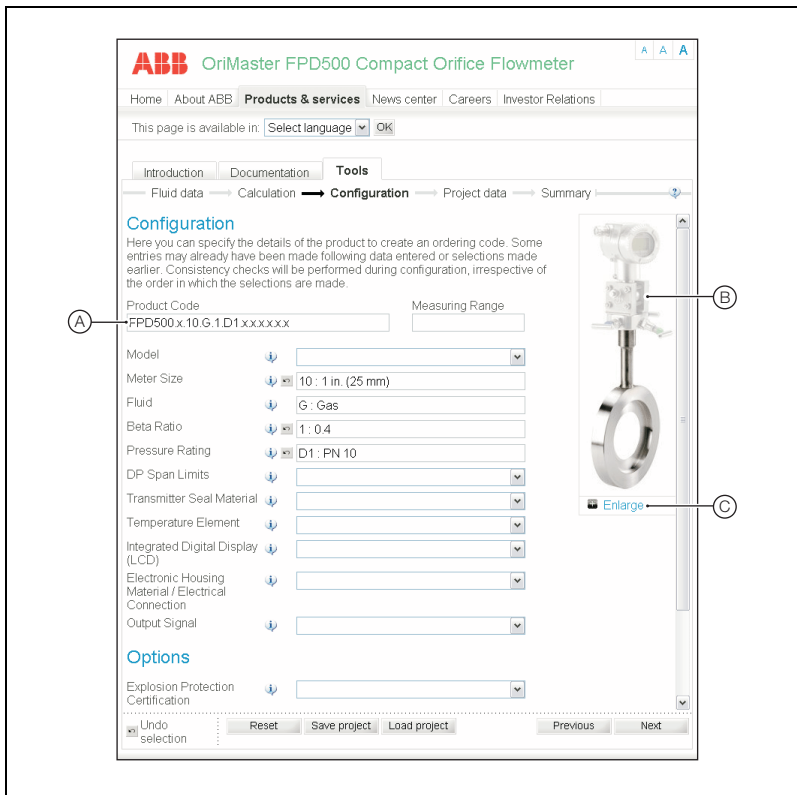 A A A
ABB OriMaster FPD500 Compact Orifice Flowmeter
Home About ABB Products & services News center Careers Investor Relations
This page is available in: Select language OK
Introduction Documentation Tools
Fluid data Calculation Configuration Project data Summary ?
Configuration
Here you can specify the details of the product to create an ordering code. Some
entries may already have been made following data entered or selections made
earlier. Consistency checks will be performed during configuration, irrespective of
the order in which the selections are made.
Product Code Measuring Range
A FPD500.x.10.G.1.D1.x.x.x.x.x.x
B
Model i
Meter Size i 10 : 1 in. (25 mm)
Fluid i G : Gas
Beta Ratio i 1 : 0.4
Pressure Rating i D1 : PN 10
DP Span Limits i
Transmitter Seal Material i
Enlarge C
Temperature Element i
Integrated Digital Display i
(LCD)
Electronic Housing i
Material / Electrical
Connection
Output Signal i
Options
Explosion Protection i
Certification
Undo
selection
Reset Save project Load project Previous Next